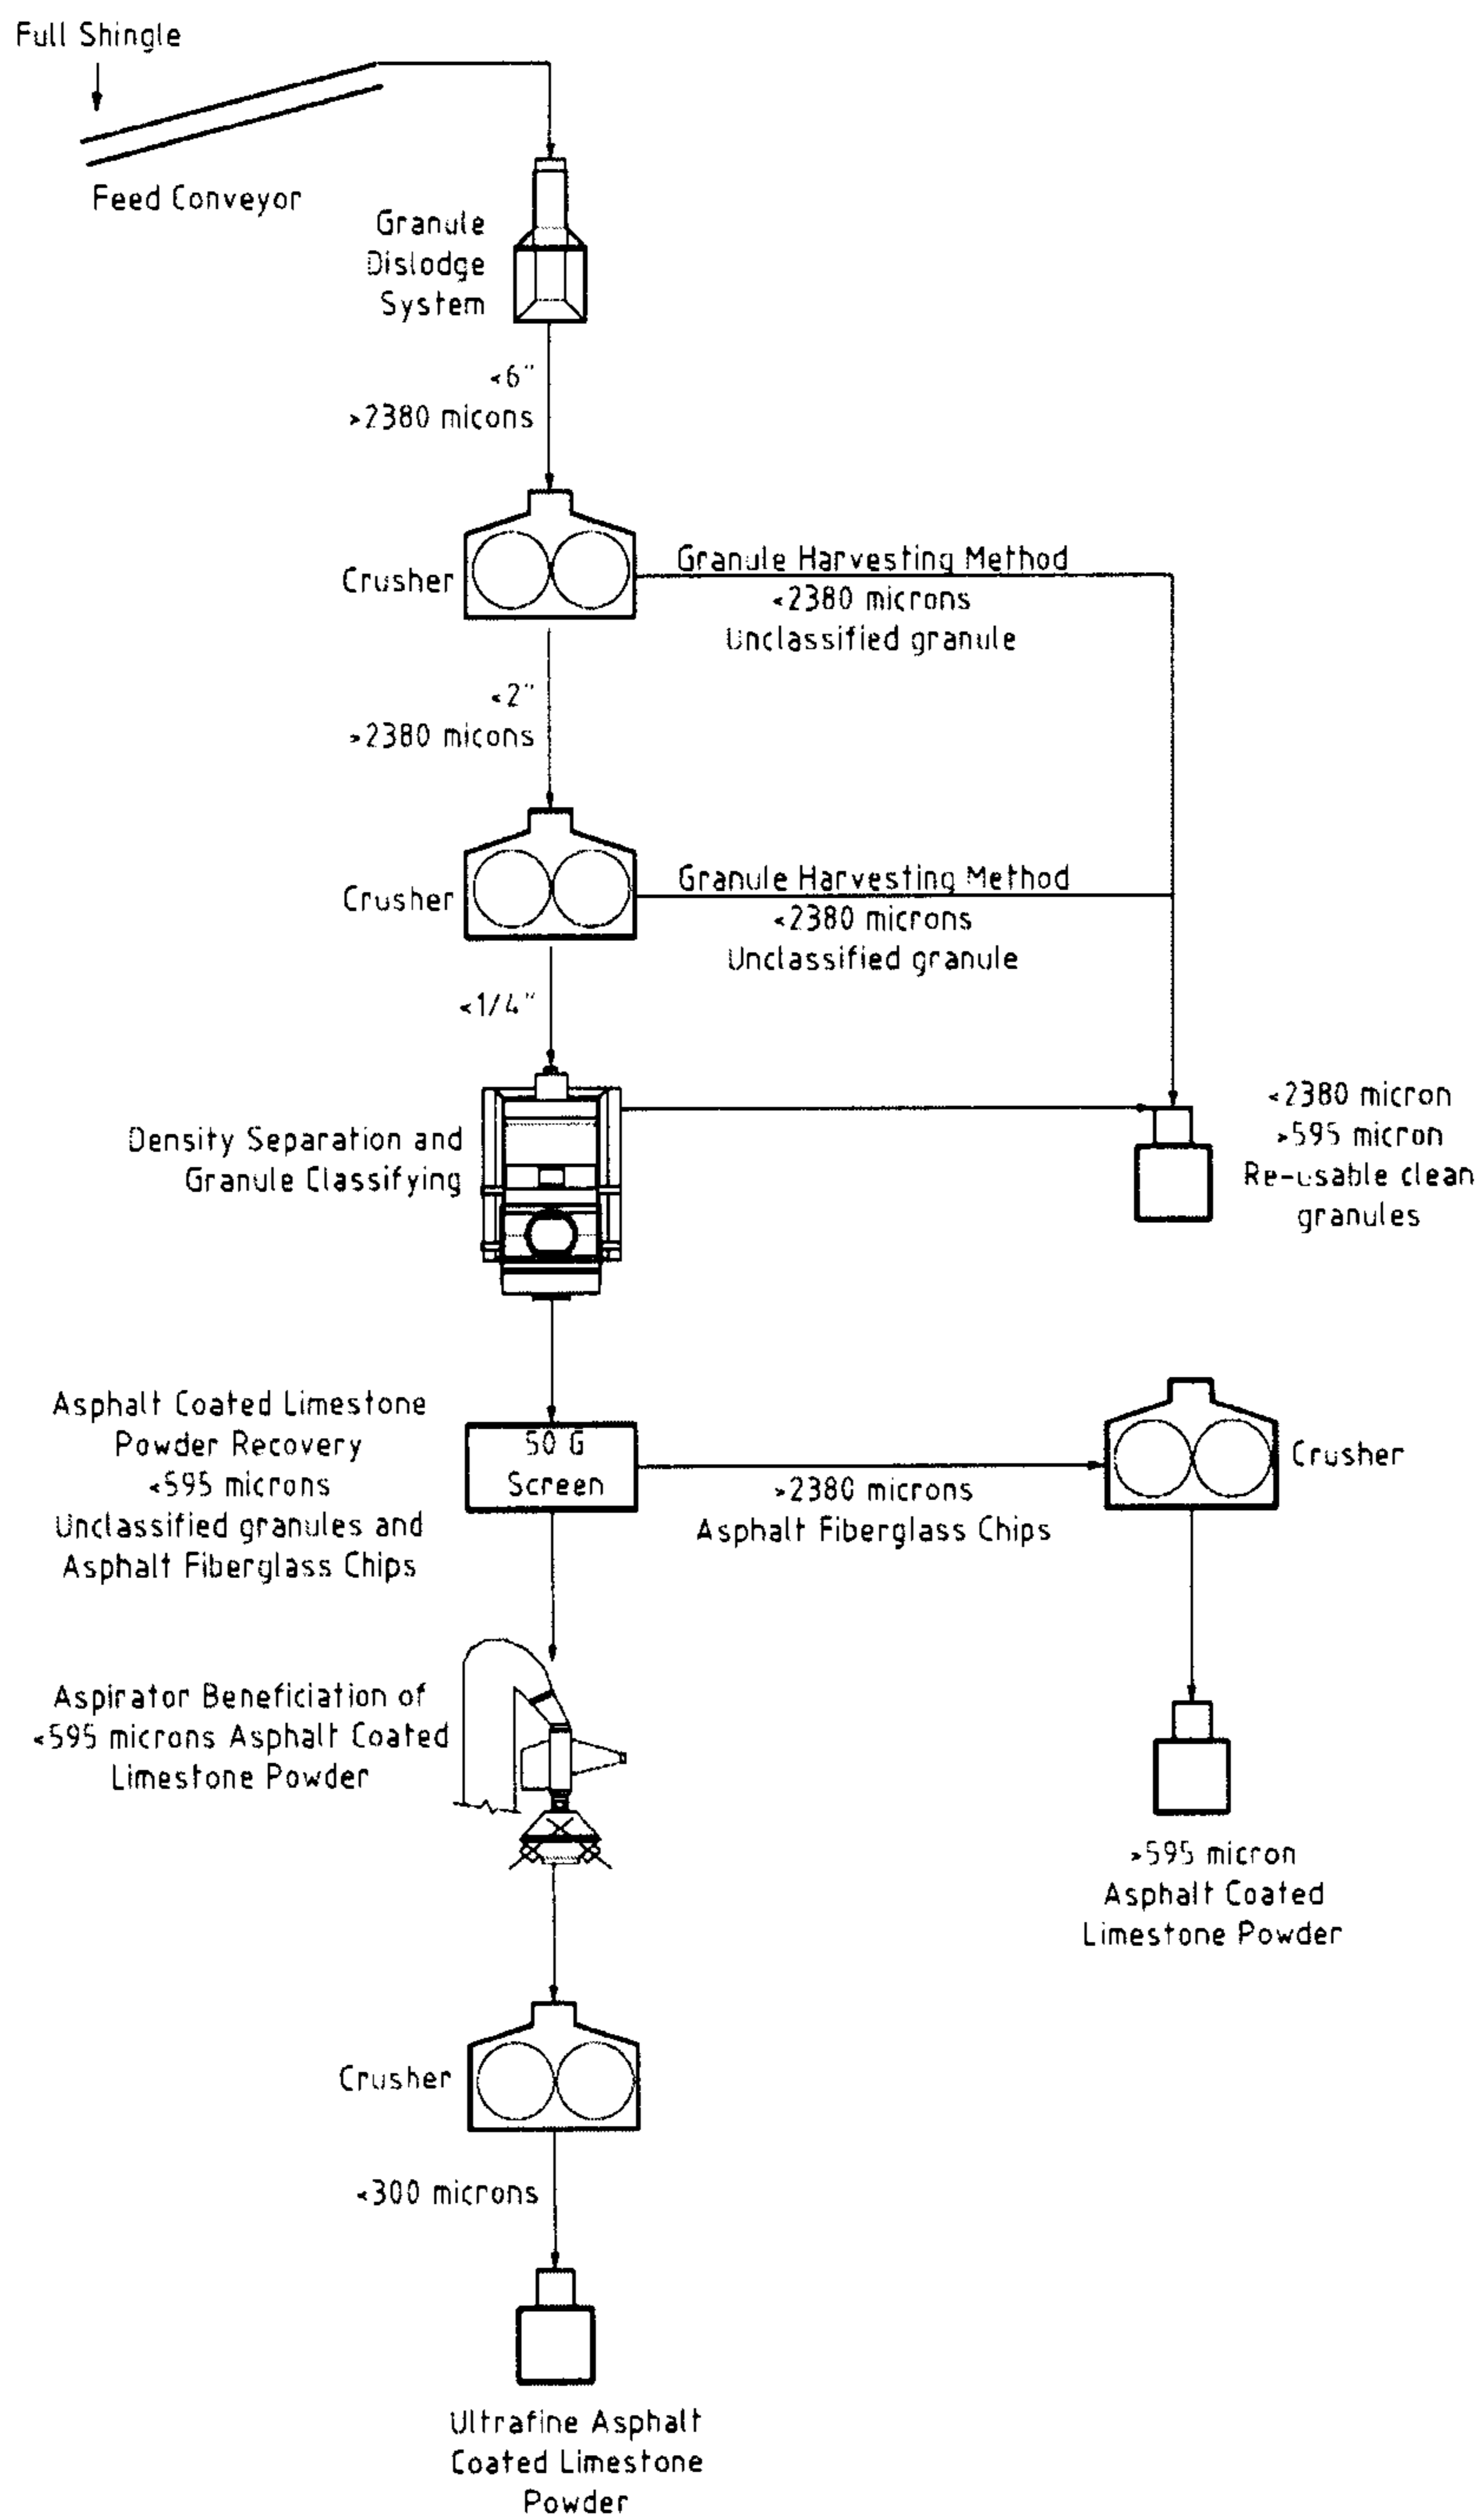 Full Shingle
Feed Conveyor
Granule
Dislodge
System
<6"
>2380 micons
Crusher
Granule Harvesting Method
<2380 microns
Unclassified granule
<2"
>2380 micons
Crusher
Granule Harvesting Method
<2380 microns
Unclassified granule
<1/4"
Density Separation and
Granule Classifying
<2380 micron
>595 micron
Re-usable clean
granules
Asphalt Coated Limestone
Powder Recovery
<595 microns
Unclassified granules and
Asphalt Fiberglass Chips
50 G
Screen
>2380 microns
Asphalt Fiberglass Chips
Crusher
Aspirator Beneficiation of
<595 microns Asphalt Coated
Limestone Powder
>595 micron
Asphalt Coated
Limestone Powder
Crusher
<300 microns
Ultrafine Asphalt
Coated Limestone
Powder